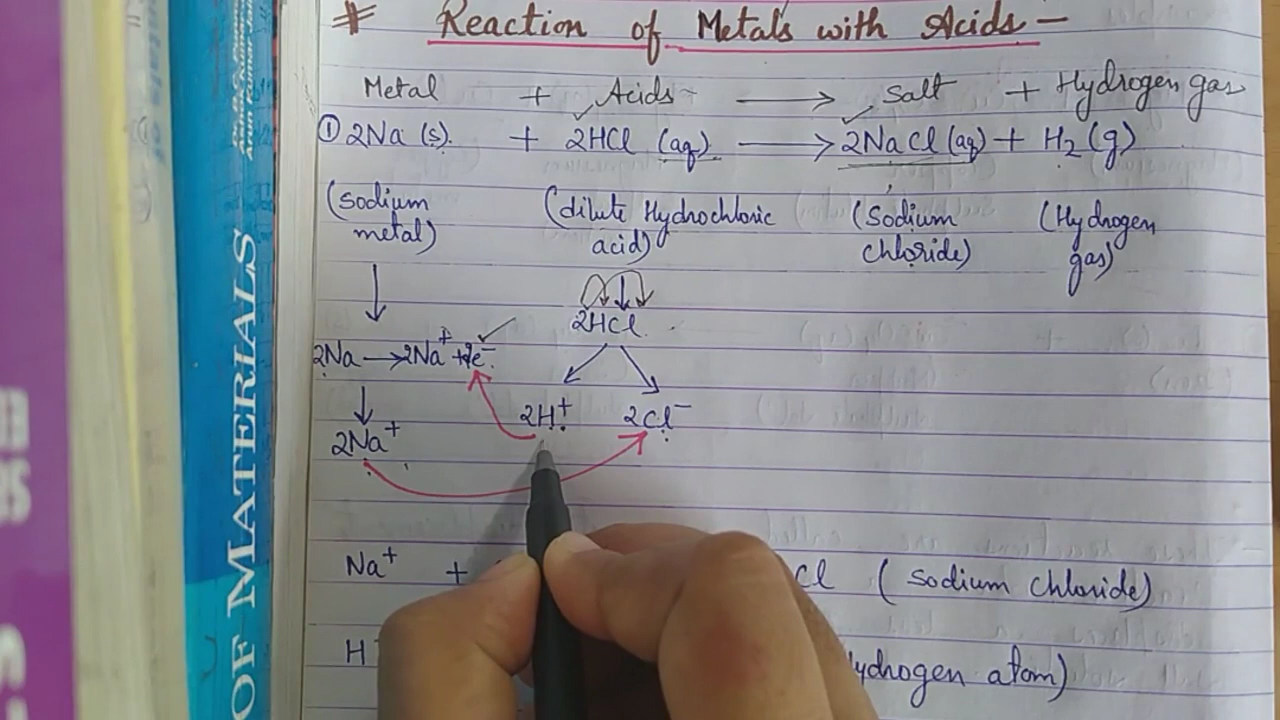 # Reaction of Metals with Acids –
Metal + Acids → Salt + Hydrogen gas
① 2Na (s). + 2HCl (aq) → 2NaCl (aq) + H₂ (g)
(sodium metal) (dilute Hydrochloric acid) (Sodium chloride) (Hydrogen gas)
2HCl.
2Na → 2Na⁺ + 2e⁻.
2H⁺ 2Cl⁻
2Na⁺
Na⁺ + Cl (sodium chloride)
H ydrogen atom)
OF MATERIALS